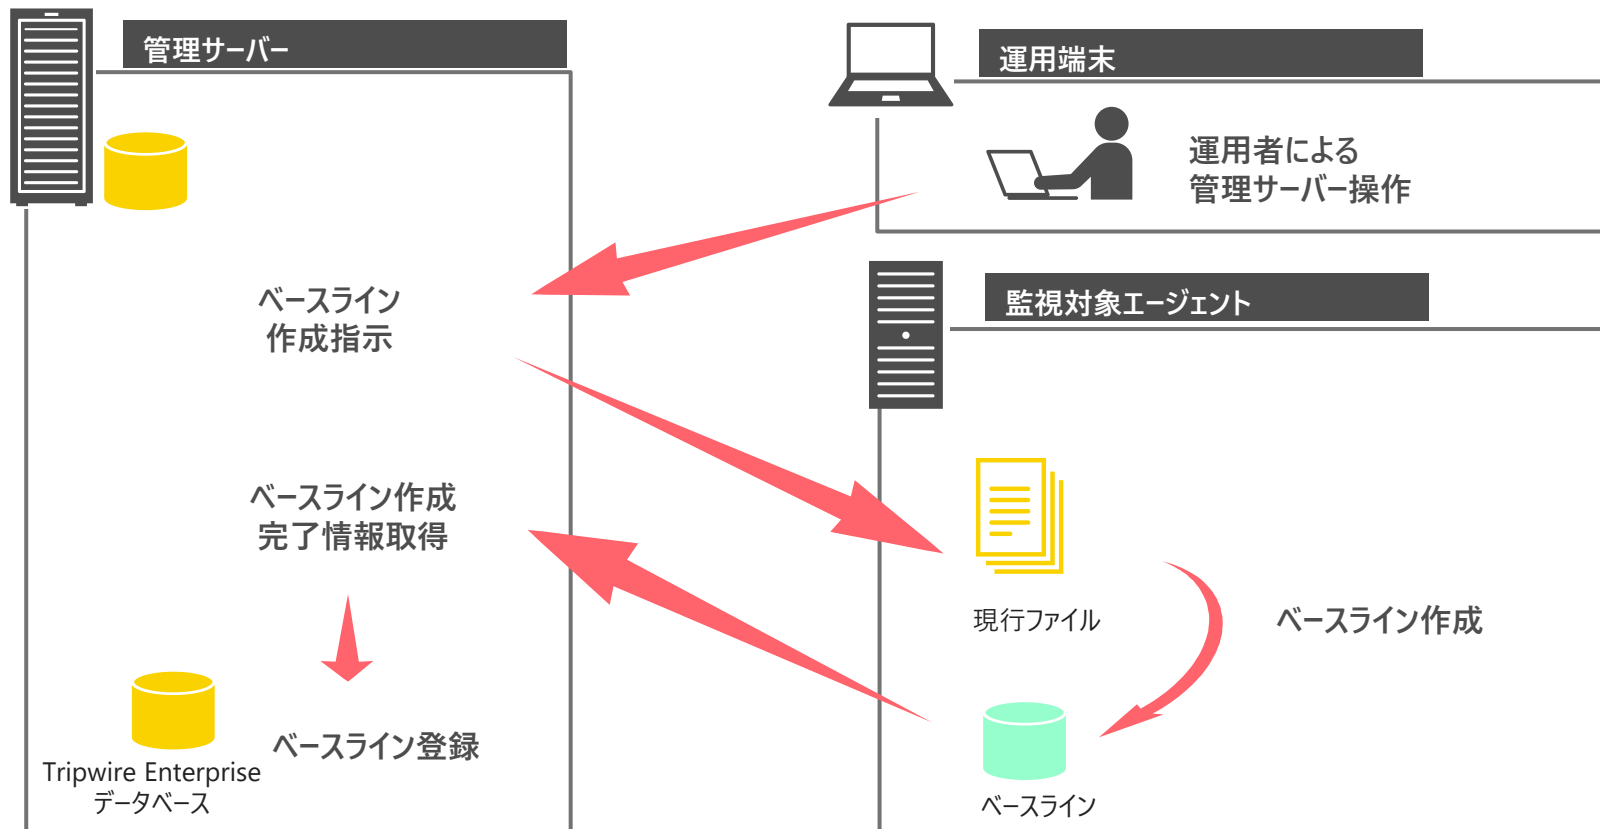 管理サーバー
運用端末
運用者による
管理サーバー操作
ベースライン
作成指示
監視対象エージェント
ベースライン作成
完了情報取得
現行ファイル
ベースライン作成
ベースライン登録
Tripwire Enterprise
データベース
ベースライン